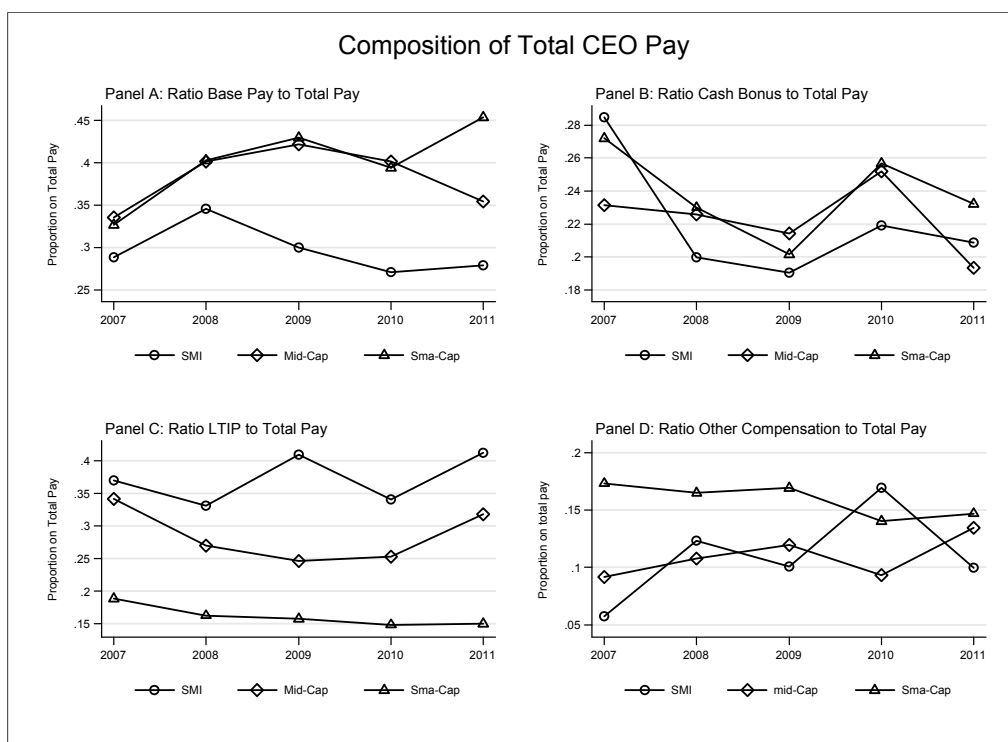 Composition of Total CEO Pay
Panel A: Ratio Base Pay to Total Pay
Proportion on Total Pay
.45
.4
.35
.3
.25
2007 2008 2009 2010 2011
SMI Mid-Cap Sma-Cap
Panel B: Ratio Cash Bonus to Total Pay
Proportion on Total Pay
.28
.26
.24
.22
.2
.18
2007 2008 2009 2010 2011
SMI Mid-Cap Sma-Cap
Panel C: Ratio LTIP to Total Pay
Proportion on Total Pay
.4
.35
.3
.25
.2
.15
2007 2008 2009 2010 2011
SMI Mid-Cap Sma-Cap
Panel D: Ratio Other Compensation to Total Pay
Proportion on total pay
.2
.15
.1
.05
2007 2008 2009 2010 2011
SMI mid-Cap Sma-Cap